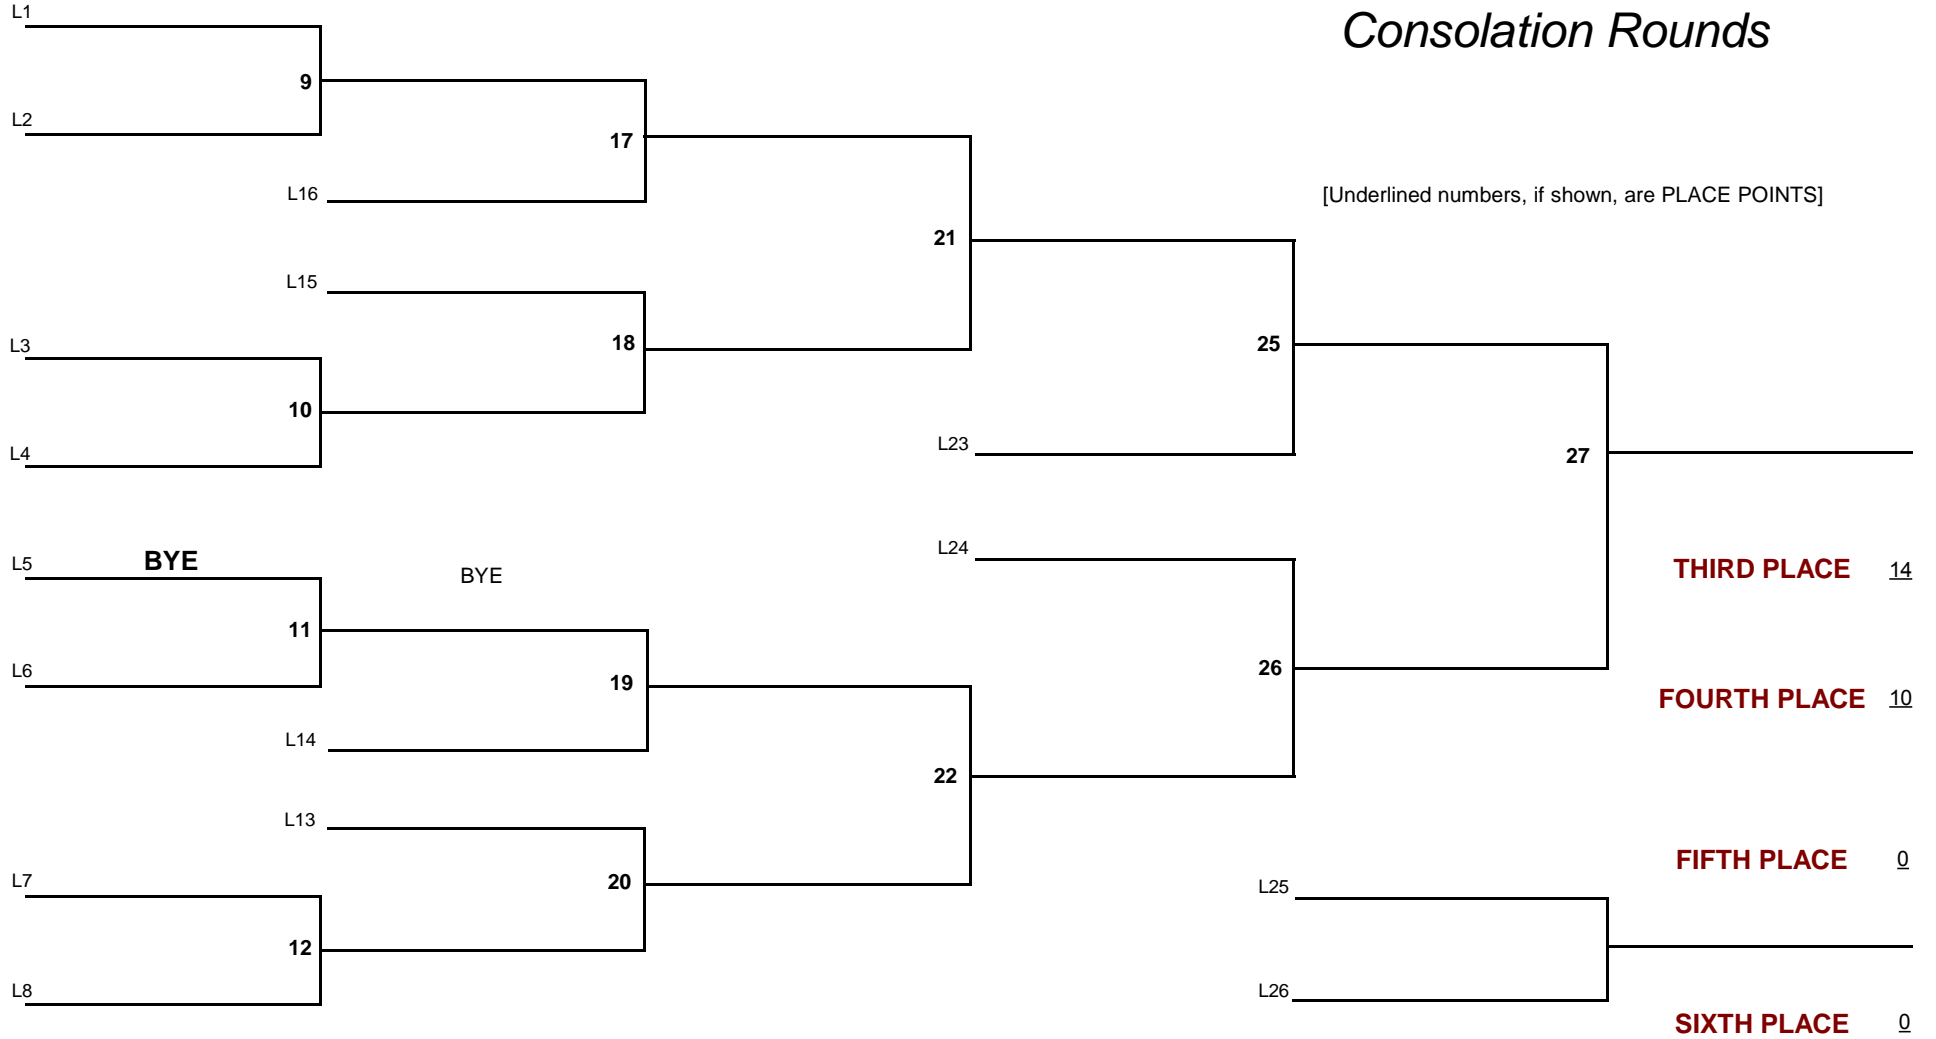 L1
Consolation Rounds
9
L2
17
L16
[Underlined numbers, if shown, are PLACE POINTS]
21
L15
L3
18
25
10
L23
L4
27
L5
BYE
L24
BYE
THIRD PLACE 14
11
L6
26
19
FOURTH PLACE 10
L14
22
L13
FIFTH PLACE 0
L7
20
L25
12
L8
L26
SIXTH PLACE 0